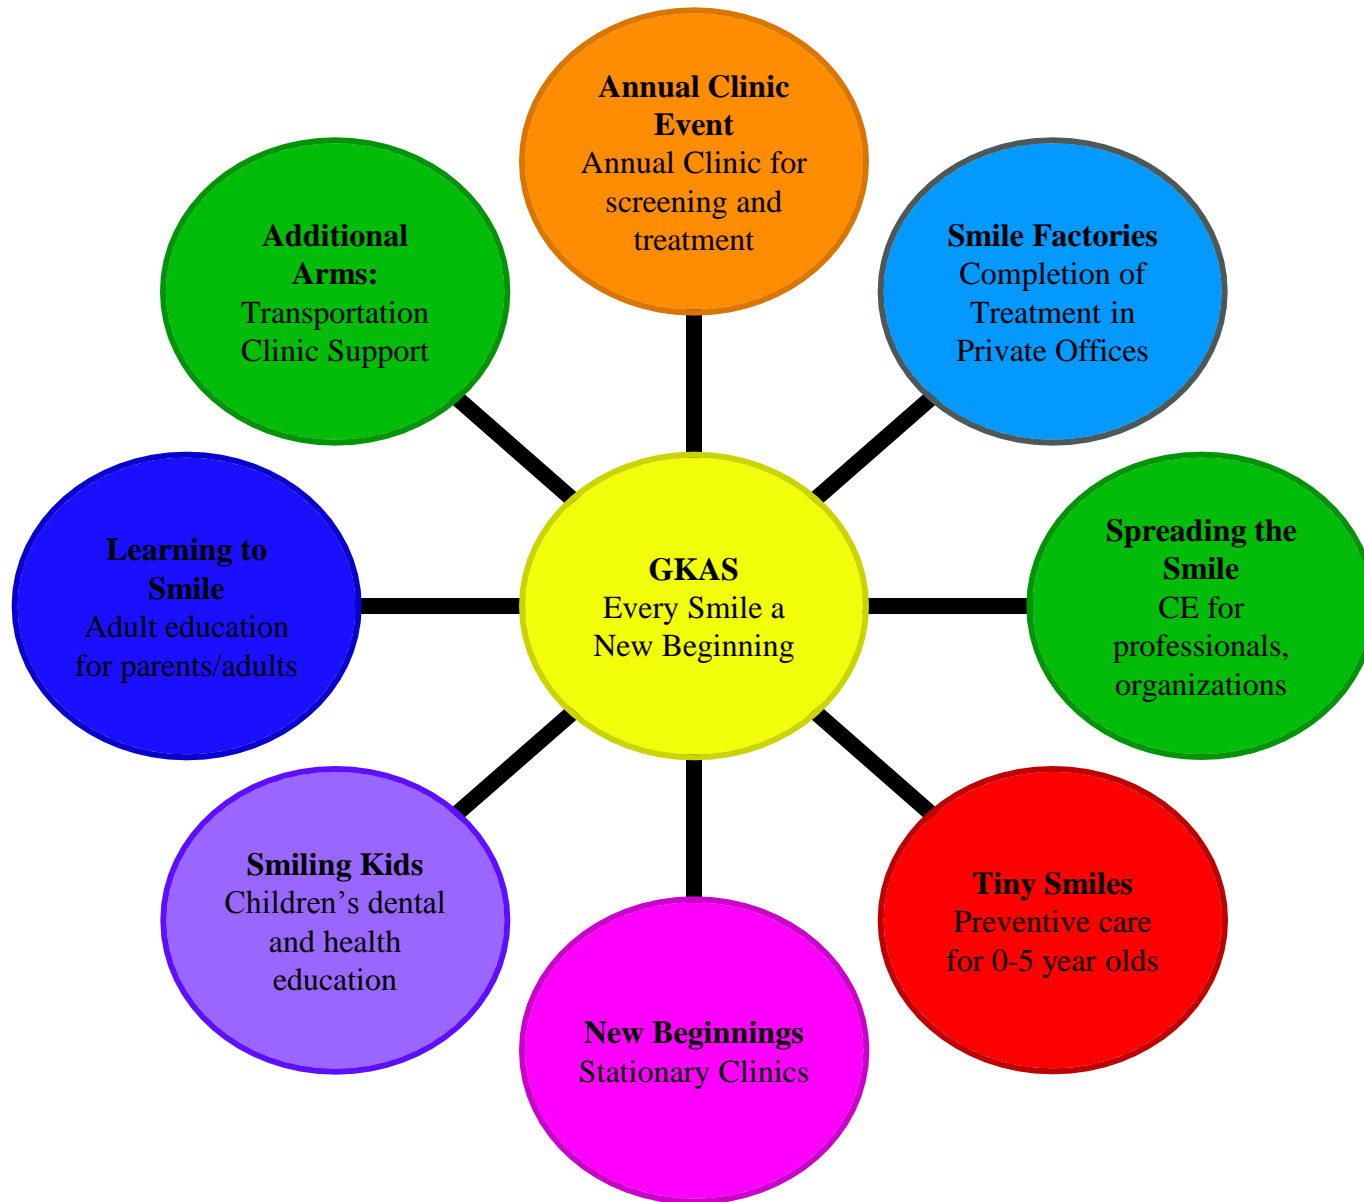 Annual Clinic
Event
Annual Clinic for
screening and
treatment
Additional
Arms:
Transportation
Clinic Support
Smile Factories
Completion of
Treatment in
Private Offices
Learning to
Smile
Adult education
for parents/adults
GKAS
Every Smile a
New Beginning
Spreading the
Smile
CE for
professionals,
organizations
Smiling Kids
Children’s dental
and health
education
Tiny Smiles
Preventive care
for 0-5 year olds
New Beginnings
Stationary Clinics